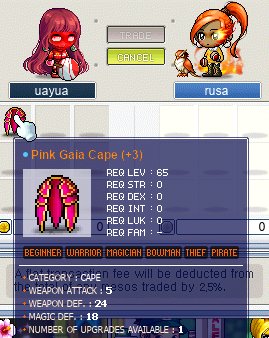 TRADE
CANCEL
uayua
rusa
Pink Gaia Cape (+3)
REQ LEV : 65
REQ STR : 0
REQ DEX : 0
REQ INT : 0
REQ LUK : 0
REQ FAM : -
0
0
BEGINNER WARRIOR MAGICIAN BOWMAN THIEF PIRATE
transaction fee will be deducted from
mesos traded by 2,5%.
CATEGORY : CAPE
WEAPON ATTACK : 5
WEAPON DEF. : 24
MAGIC DEF. : 18
NUMBER OF UPGRADES AVAILABLE : 1